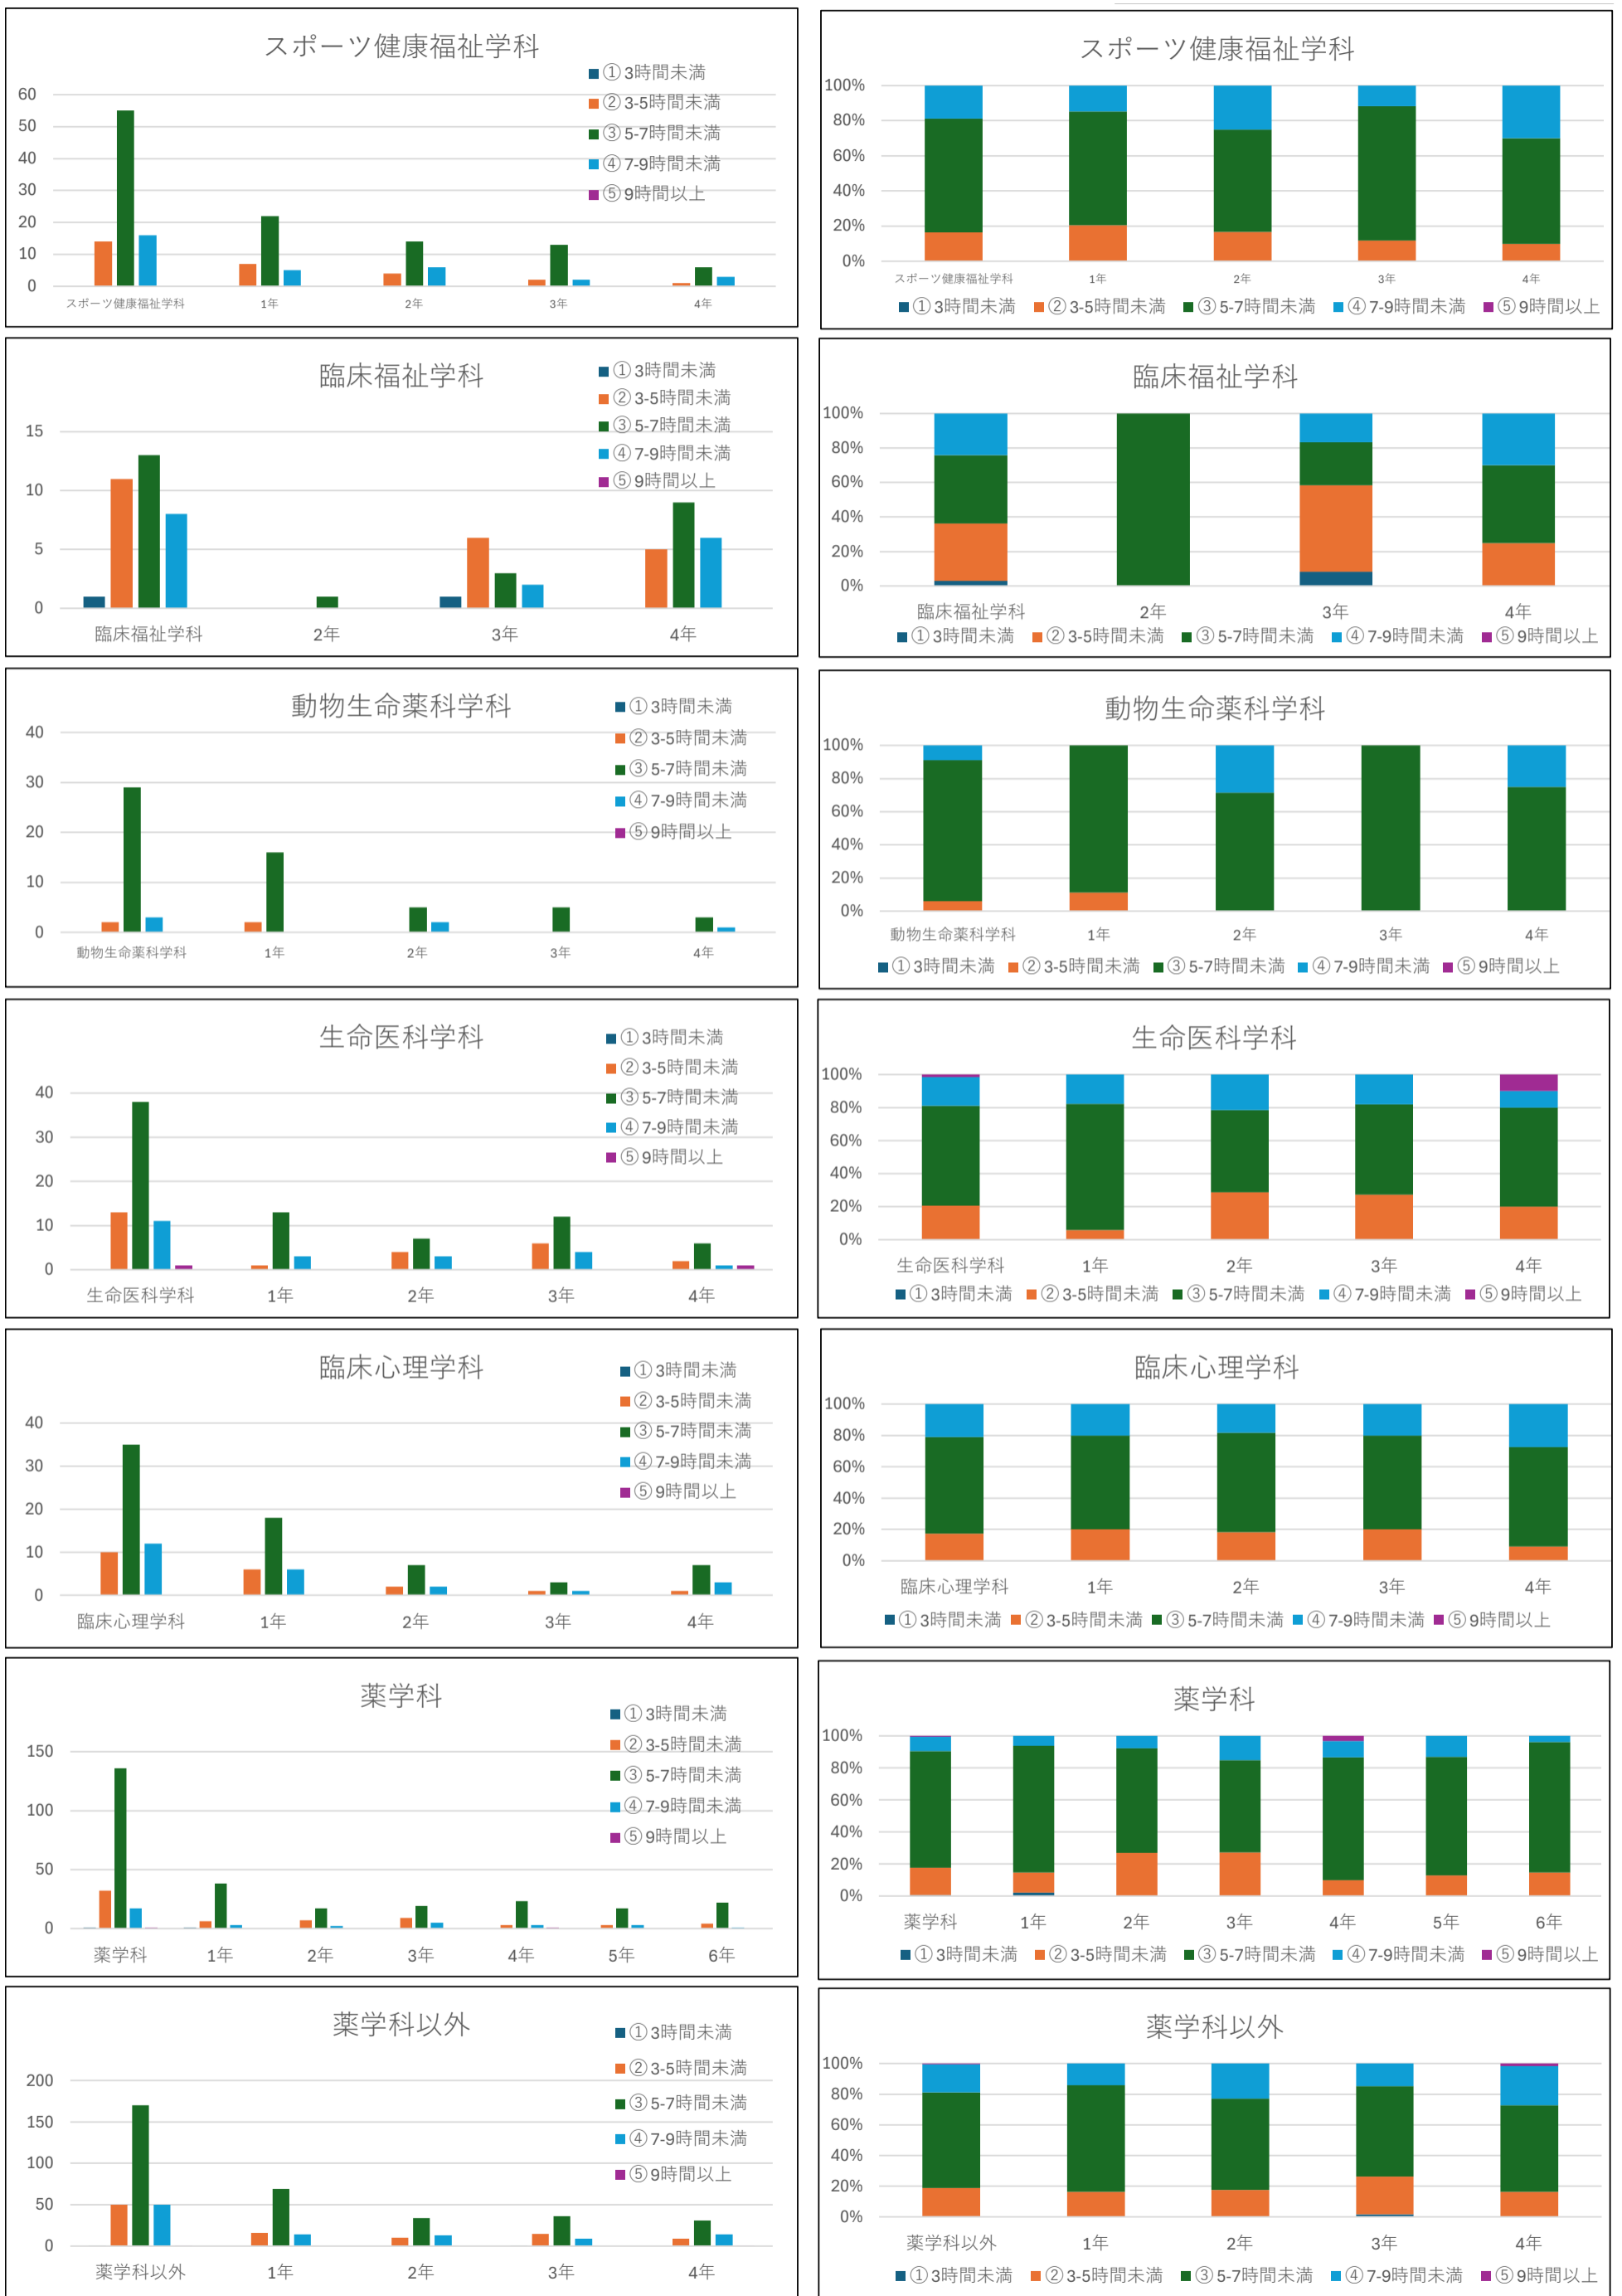 スポーツ健康福祉学科
①3時間未満
②3-5時間未満
③5-7時間未満
④7-9時間未満
⑤9時間以上
60
50
40
30
20
10
0
スポーツ健康福祉学科 1年 2年 3年 4年
スポーツ健康福祉学科
100%
80%
60%
40%
20%
0%
スポーツ健康福祉学科 1年 2年 3年 4年
①3時間未満 ②3-5時間未満 ③5-7時間未満 ④7-9時間未満 ⑤9時間以上
臨床福祉学科
①3時間未満
②3-5時間未満
③5-7時間未満
④7-9時間未満
⑤9時間以上
15
10
5
0
臨床福祉学科 2年 3年 4年
臨床福祉学科
100%
80%
60%
40%
20%
0%
臨床福祉学科 2年 3年 4年
①3時間未満 ②3-5時間未満 ③5-7時間未満 ④7-9時間未満 ⑤9時間以上
動物生命薬科学科
①3時間未満
②3-5時間未満
③5-7時間未満
④7-9時間未満
⑤9時間以上
40
30
20
10
0
動物生命薬科学科 1年 2年 3年 4年
動物生命薬科学科
100%
80%
60%
40%
20%
0%
動物生命薬科学科 1年 2年 3年 4年
①3時間未満 ②3-5時間未満 ③5-7時間未満 ④7-9時間未満 ⑤9時間以上
生命医科学科
①3時間未満
②3-5時間未満
③5-7時間未満
④7-9時間未満
⑤9時間以上
40
30
20
10
0
生命医科学科 1年 2年 3年 4年
生命医科学科
100%
80%
60%
40%
20%
0%
生命医科学科 1年 2年 3年 4年
①3時間未満 ②3-5時間未満 ③5-7時間未満 ④7-9時間未満 ⑤9時間以上
臨床心理学科
①3時間未満
②3-5時間未満
③5-7時間未満
④7-9時間未満
⑤9時間以上
40
30
20
10
0
臨床心理学科 1年 2年 3年 4年
臨床心理学科
100%
80%
60%
40%
20%
0%
臨床心理学科 1年 2年 3年 4年
①3時間未満 ②3-5時間未満 ③5-7時間未満 ④7-9時間未満 ⑤9時間以上
薬学科
①3時間未満
②3-5時間未満
③5-7時間未満
④7-9時間未満
⑤9時間以上
150
100
50
0
薬学科 1年 2年 3年 4年 5年 6年
薬学科
100%
80%
60%
40%
20%
0%
薬学科 1年 2年 3年 4年 5年 6年
①3時間未満 ②3-5時間未満 ③5-7時間未満 ④7-9時間未満 ⑤9時間以上
薬学科以外
①3時間未満
②3-5時間未満
③5-7時間未満
④7-9時間未満
⑤9時間以上
200
150
100
50
0
薬学科以外 1年 2年 3年 4年
薬学科以外
100%
80%
60%
40%
20%
0%
薬学科以外 1年 2年 3年 4年
①3時間未満 ②3-5時間未満 ③5-7時間未満 ④7-9時間未満 ⑤9時間以上